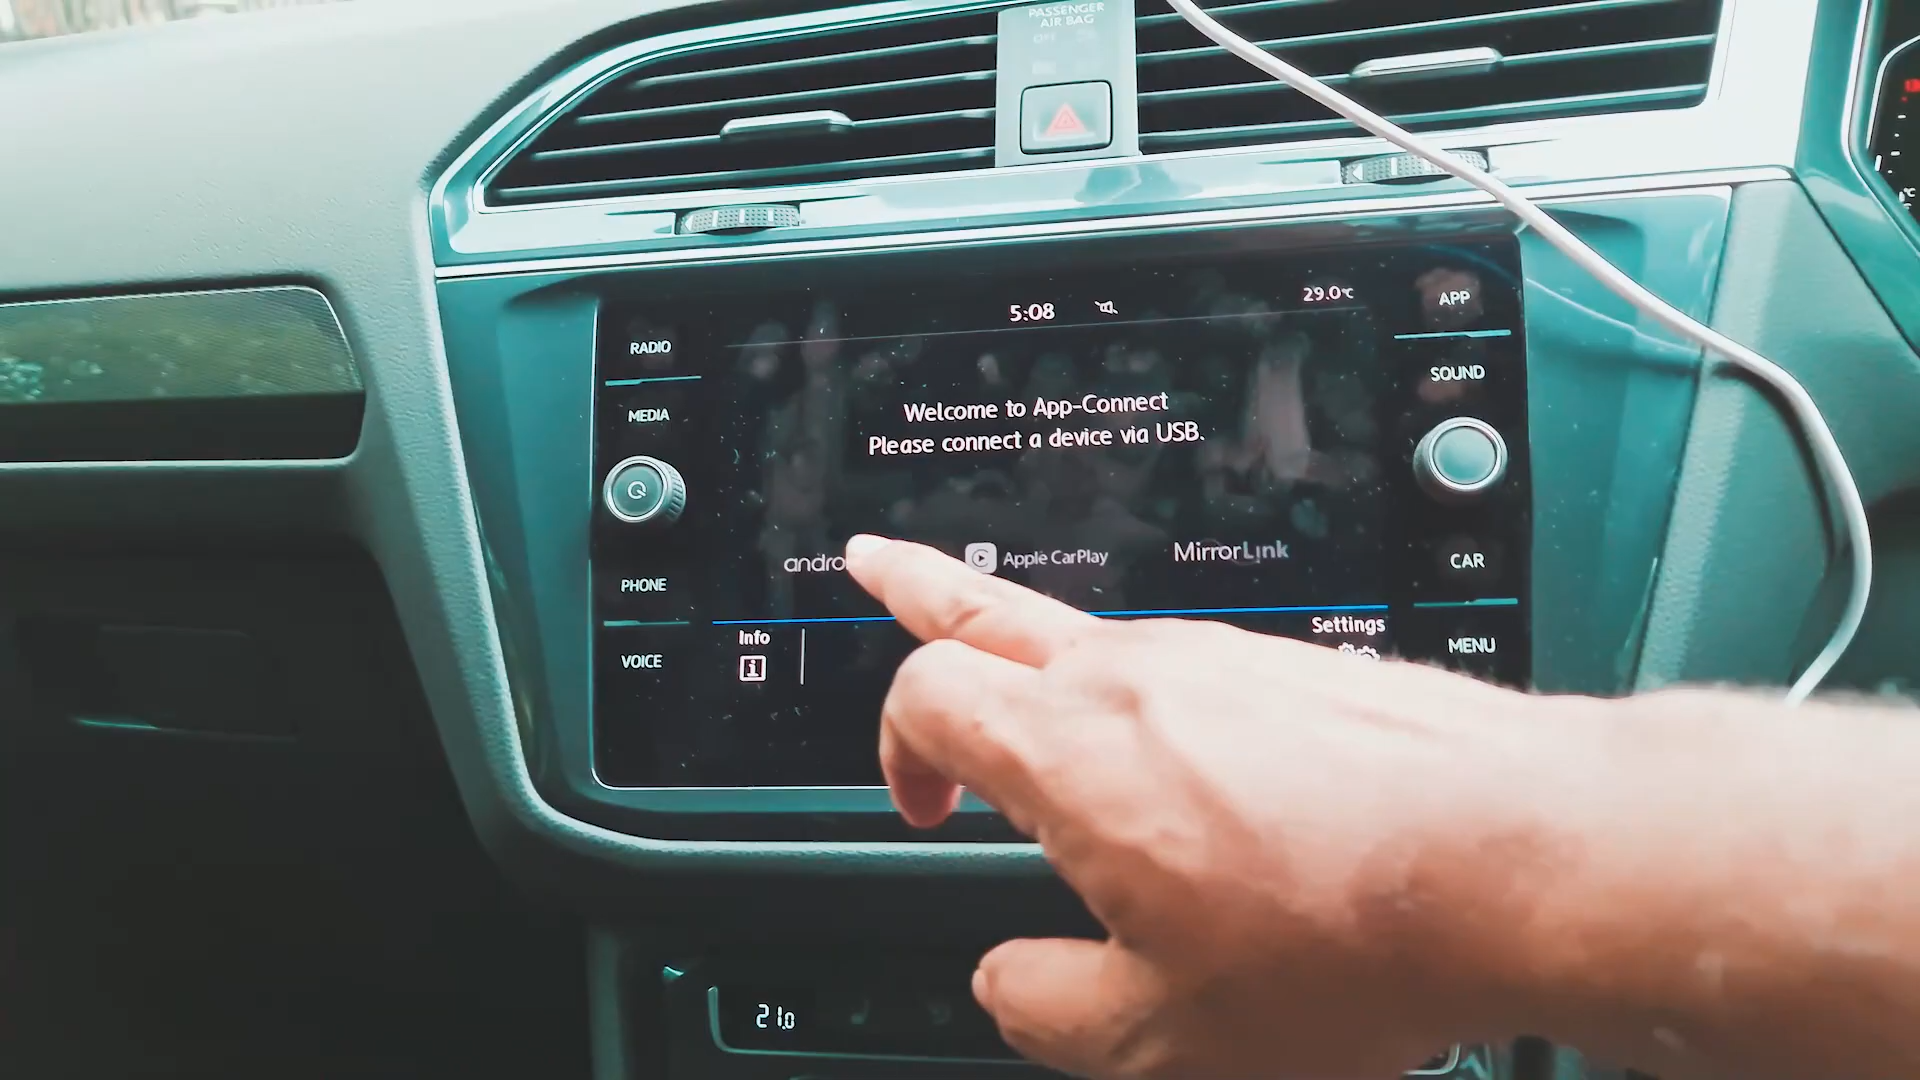 PASSENGER
AIR BAG
5:08
29.0°C
APP
RADIO
SOUND
MEDIA
Welcome to App-Connect
Please connect a device via USB.
andro
Apple CarPlay
MirrorLink
CAR
PHONE
Info
Settings
VOICE
MENU
21.0